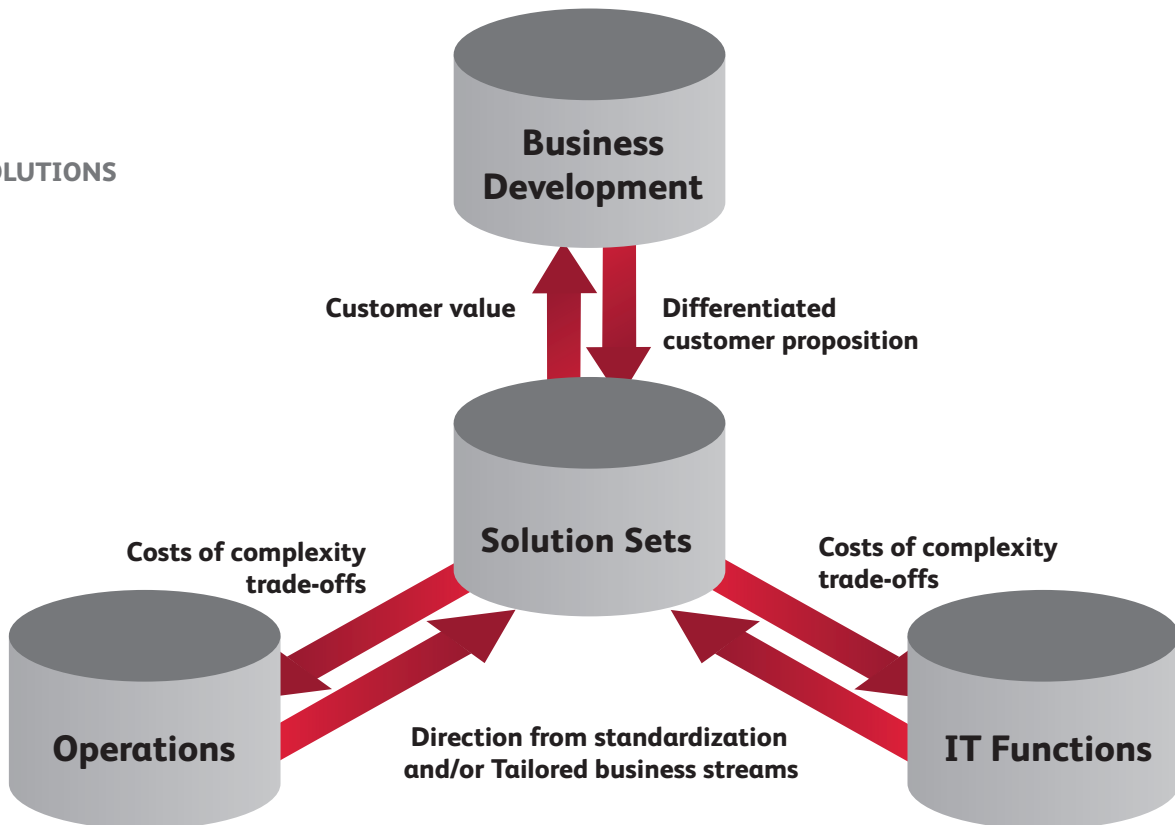 Business
Development
OLUTIONS
Customer value
Differentiated
customer proposition
Solution Sets
Costs of complexity
trade-offs
Costs of complexity
trade-offs
Operations
Direction from standardization
and/or Tailored business streams
IT Functions